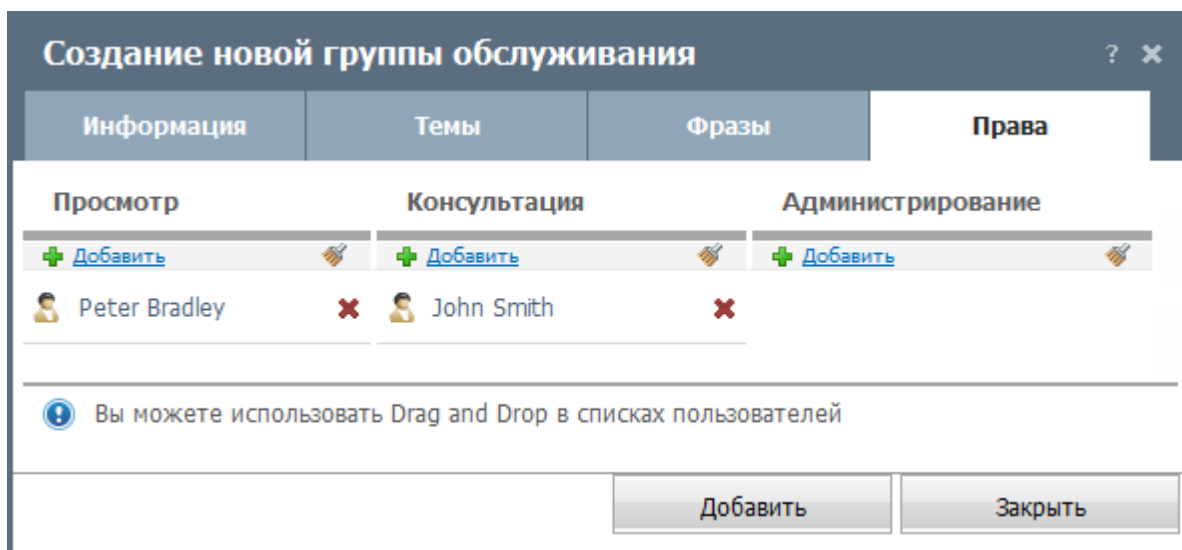 Создание новой группы обслуживания ?
Информация Темы Фразы Права
Просмотр Консультация Администрирование
Добавить Добавить Добавить
Peter Bradley John Smith
Вы можете использовать Drag and Drop в списках пользователей
Добавить Закрыть